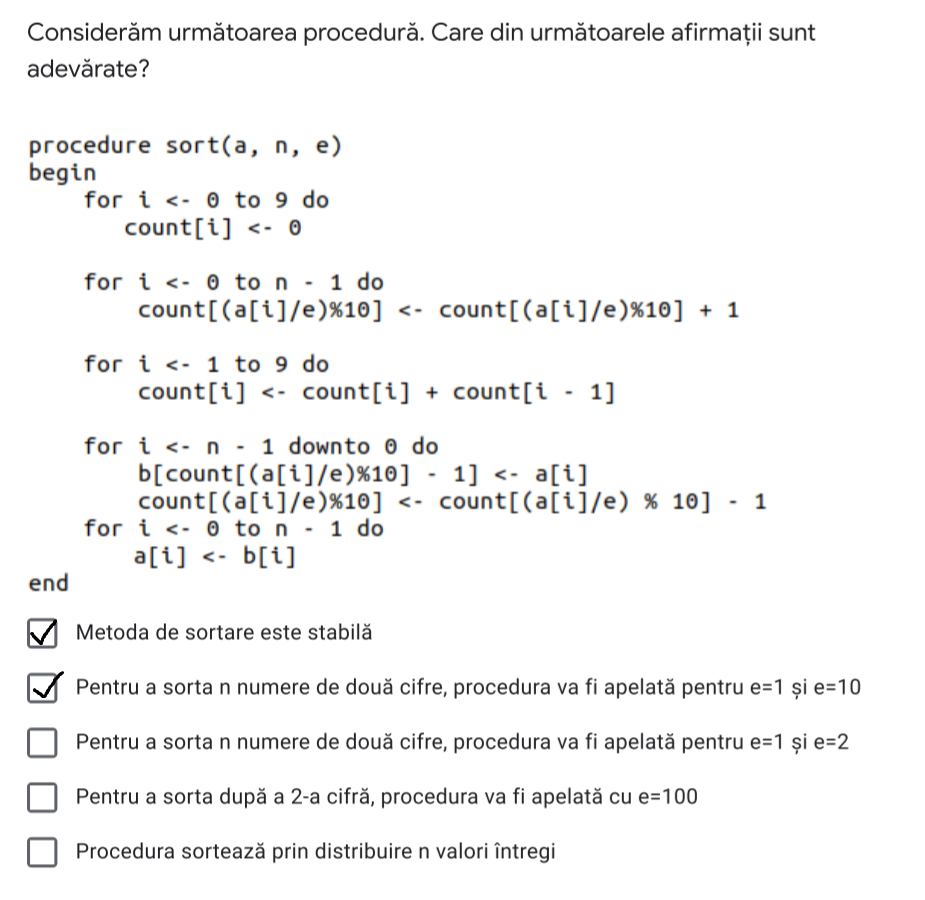 Considerăm următoarea procedură. Care din următoarele afirmații sunt
adevărate?
procedure sort(a, n, e)
begin
for i <- 0 to 9 do
count[i] <- 0
for i <- 0 to n - 1 do
count[(a[i]/e)%10] <- count[(a[i]/e)%10] + 1
for i <- 1 to 9 do
count[i] <- count[i] + count[i - 1]
for i <- n - 1 downto 0 do
b[count[(a[i]/e)%10] - 1] <- a[i]
count[(a[i]/e)%10] <- count[(a[i]/e) % 10] - 1
for i <- 0 to n - 1 do
a[i] <- b[i]
end
Metoda de sortare este stabilă
Pentru a sorta n numere de două cifre, procedura va fi apelată pentru e=1 și e=10
Pentru a sorta n numere de două cifre, procedura va fi apelată pentru e=1 și e=2
Pentru a sorta după a 2-a cifră, procedura va fi apelată cu e=100
Procedura sortează prin distribuire n valori întregi